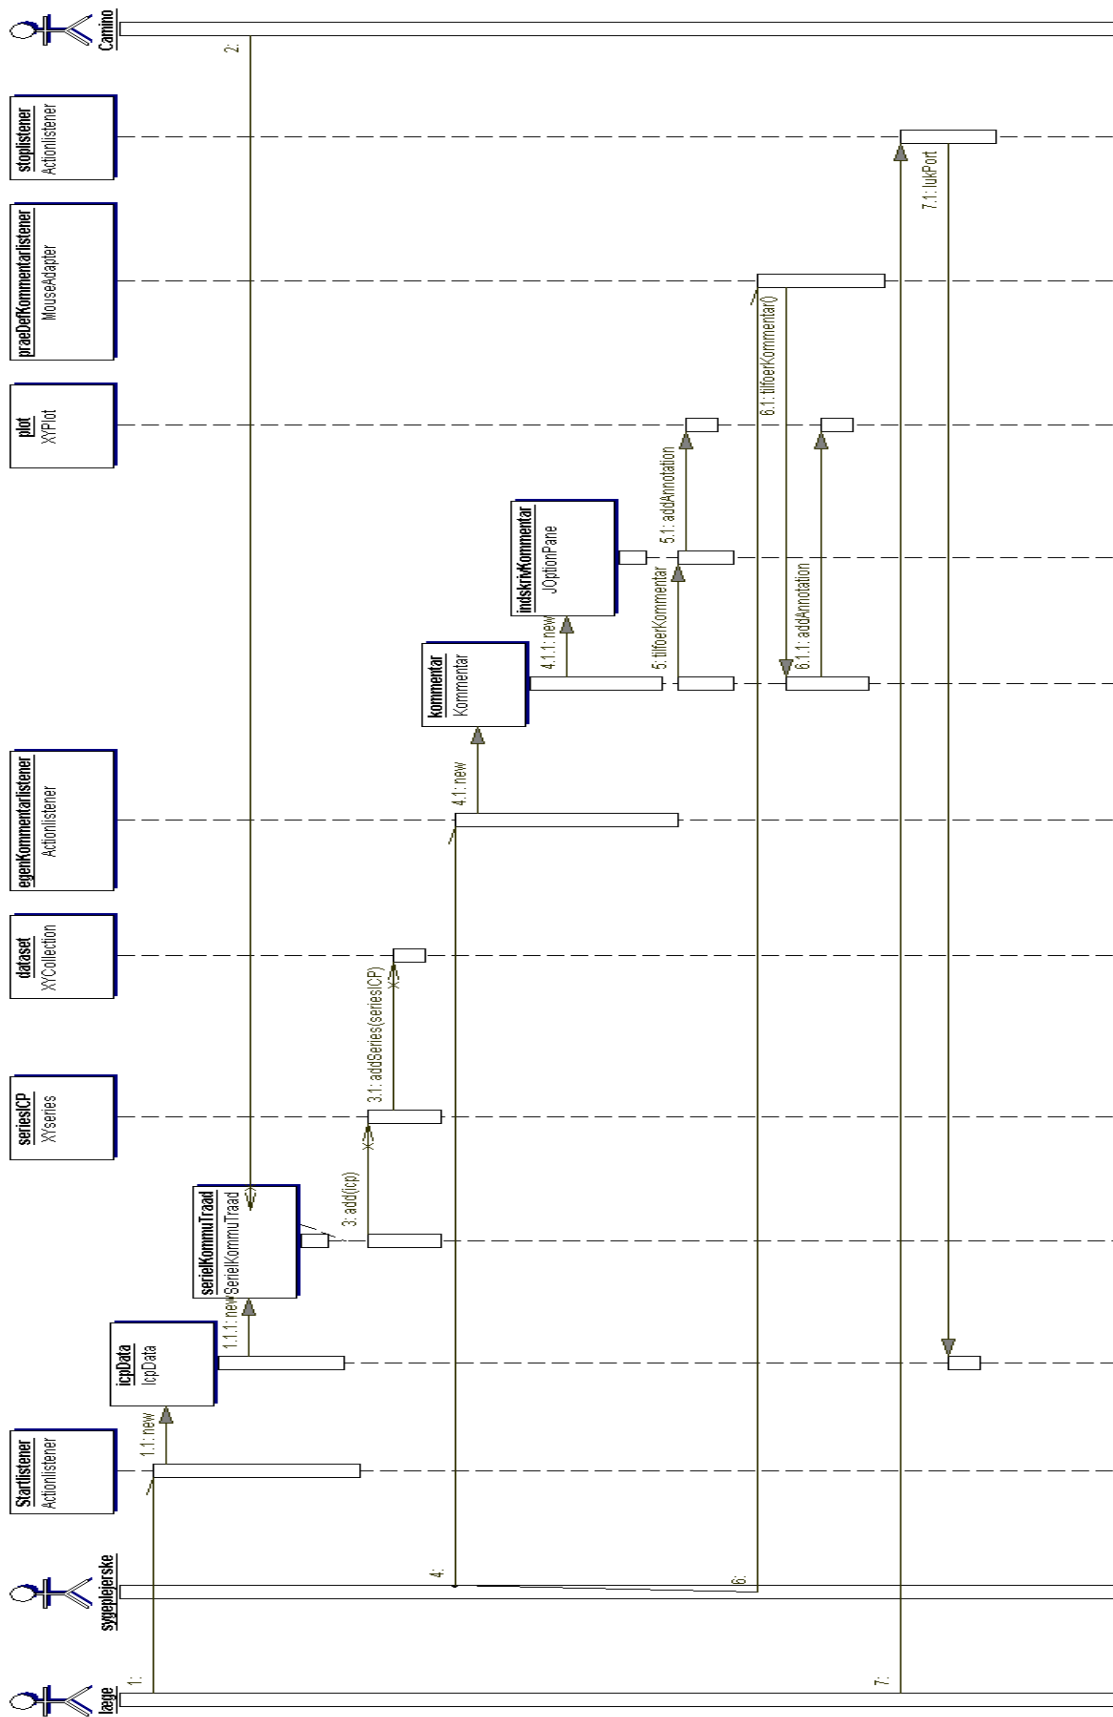 læge
sygeplejerske
Startlistener
Actionlistener
icpData
IcpData
serielKommuTraad
SerielKommuTraad
seriesICP
XYseries
dataset
XYCollection
egenKommentarlistener
Actionlistener
kommentar
Kommentar
indskrivKommentar
JOptionPane
plot
XYPlot
praeDefKommentarlistener
MouseAdapter
stoplistener
Actionlistener
Camino
1:
1.1: new
1.1.1: new
2:
3: add(icp)
3.1: addSeries(seriesICP)
4:
4.1: new
4.1.1: new
5: tilfoerKommentar
5.1: addAnnotation
6:
6.1: tilfoerKommentar()
6.1.1: addAnnotation
7:
7.1: lukPort